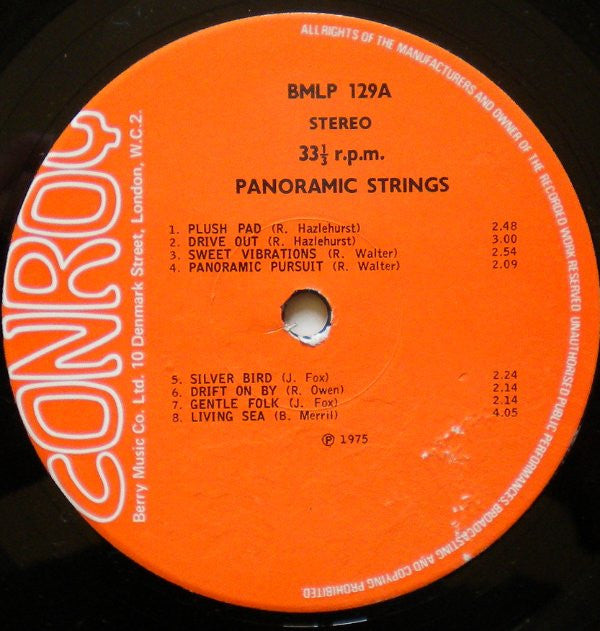 ALL RIGHTS OF THE MANUFACTURERS AND OWNER OF THE RECORDED WORK RESERVED UNAUTHORISED PUBLIC PERFORMANCES BROADCASTING AND COPYING PROHIBITED
CONROY
Berry Music Co. Ltd. 10 Denmark Street, London, W.C.2.
BMLP 129A
STEREO
33⅓ r.p.m.
PANORAMIC STRINGS
1. PLUSH PAD (R. Hazlehurst) 2.48
2. DRIVE OUT (R. Hazlehurst) 3.00
3. SWEET VIBRATIONS (R. Walter) 2.54
4. PANORAMIC PURSUIT (R. Walter) 2.09
5. SILVER BIRD (J. Fox) 2.24
6. DRIFT ON BY (R. Owen) 2.14
7. GENTLE FOLK (J. Fox) 2.14
8. LIVING SEA (B. Merril) 4.05
℗ 1975